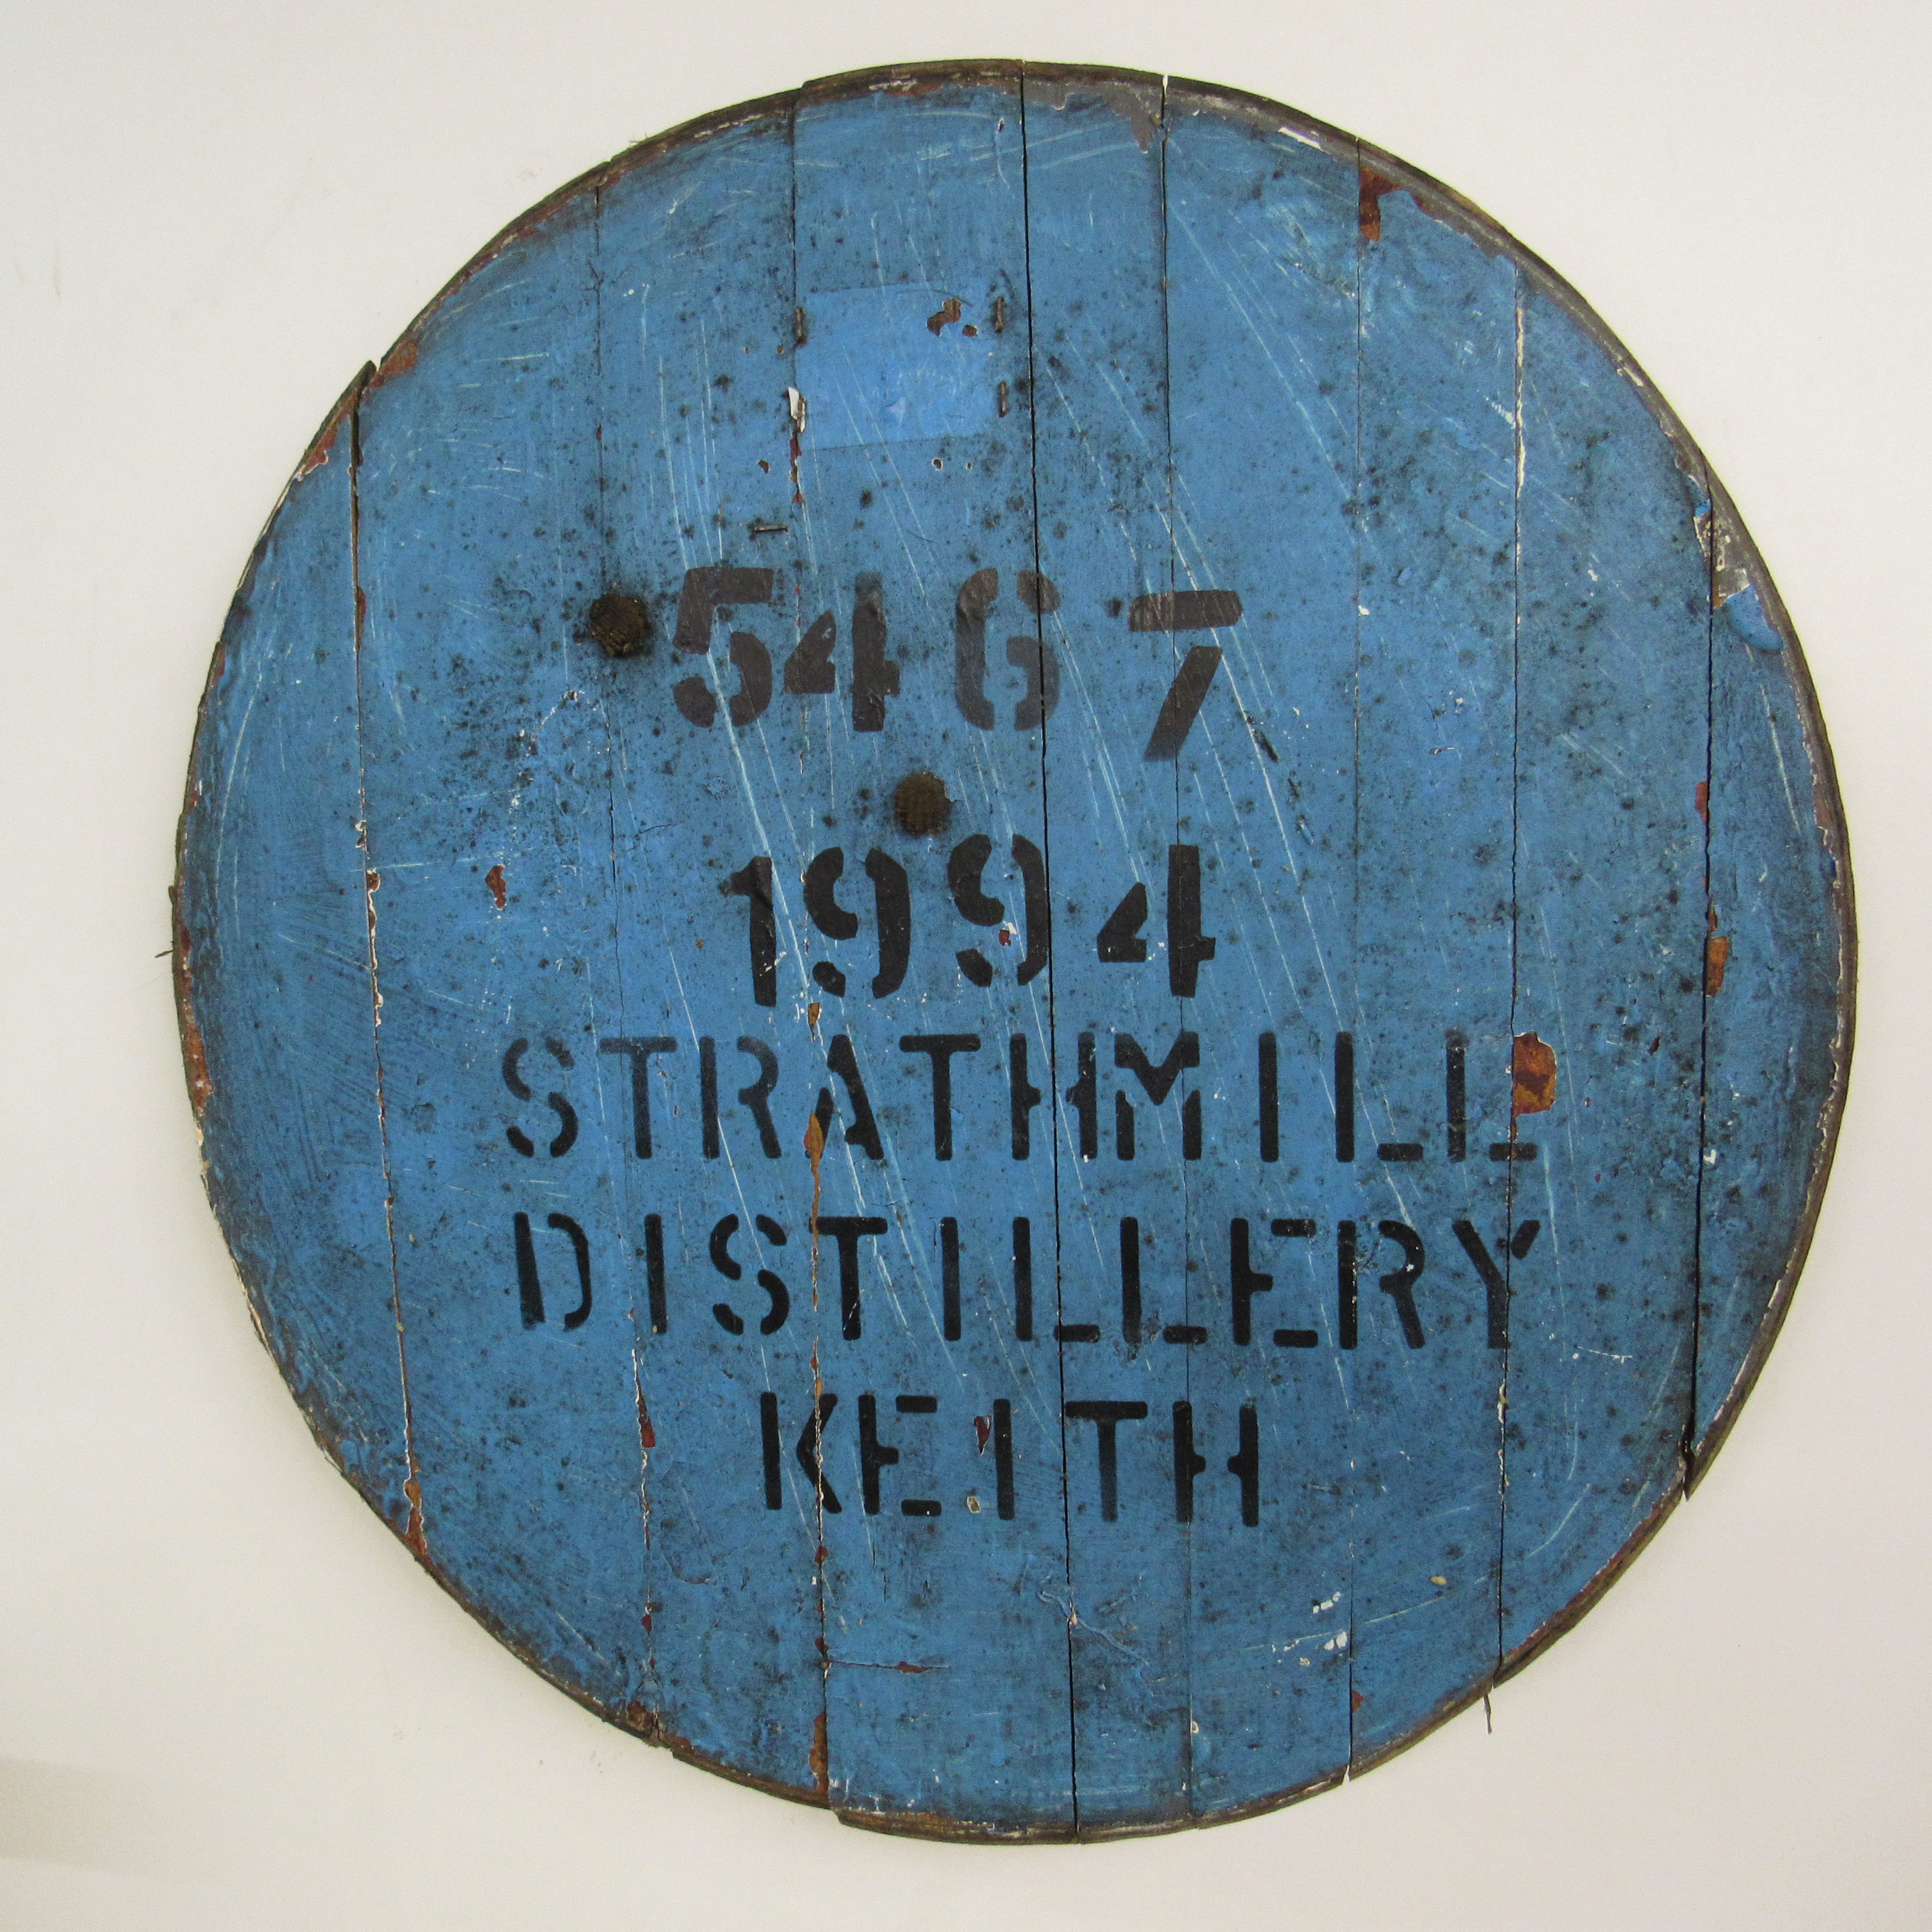 5467
1994
STRATHMILL
DISTILLERY
KEITH